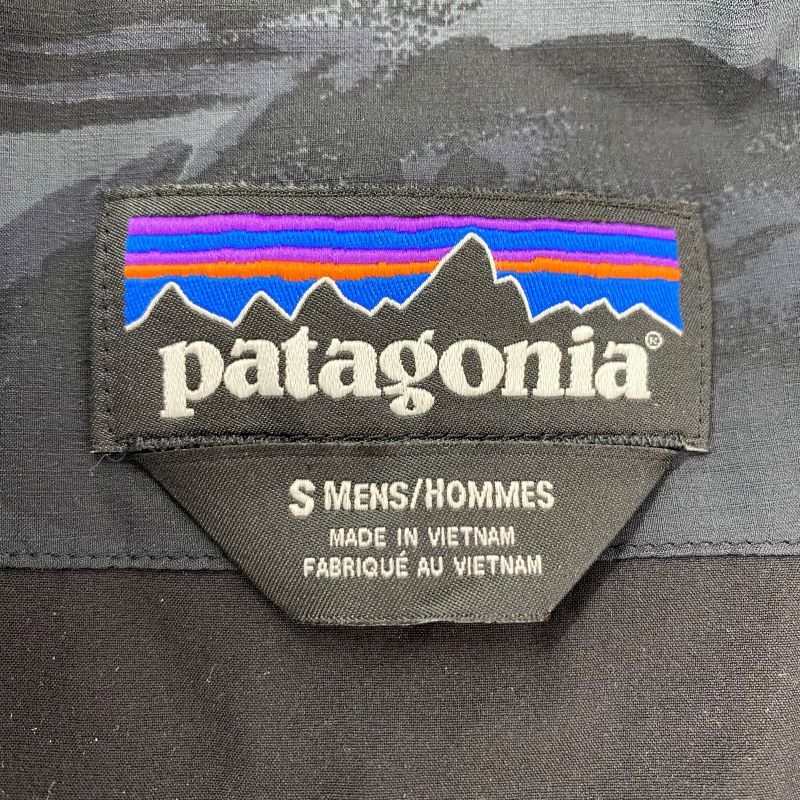 patagonia®
S MENS/HOMMES
MADE IN VIETNAM
FABRIQUÉ AU VIETNAM